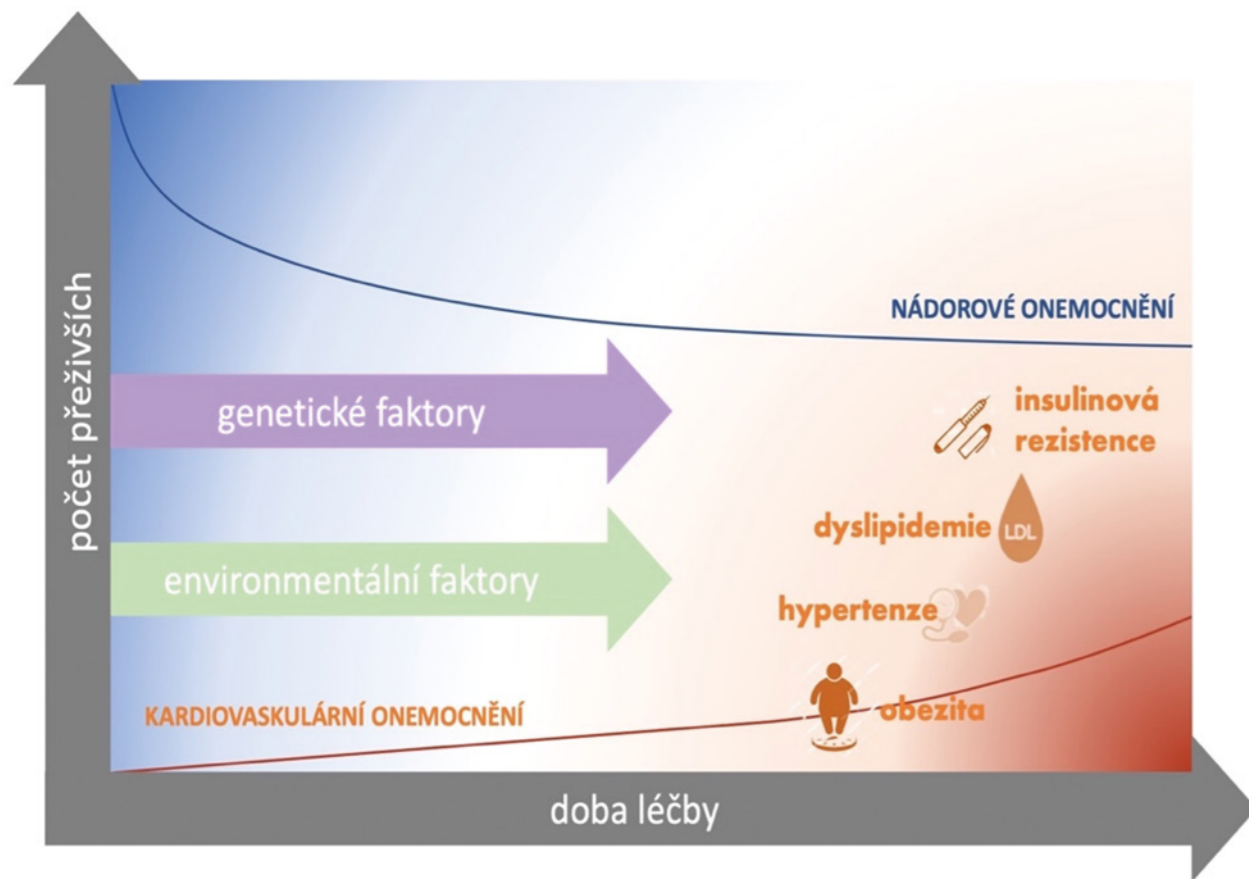 počet přeživších
NÁDOROVÉ ONEMOCNĚNÍ
genetické faktory
insulinová
rezistence
dyslipidemie
LDL
environmentální faktory
hypertenze
KARDIOVASKULÁRNÍ ONEMOCNĚNÍ
obezita
doba léčby